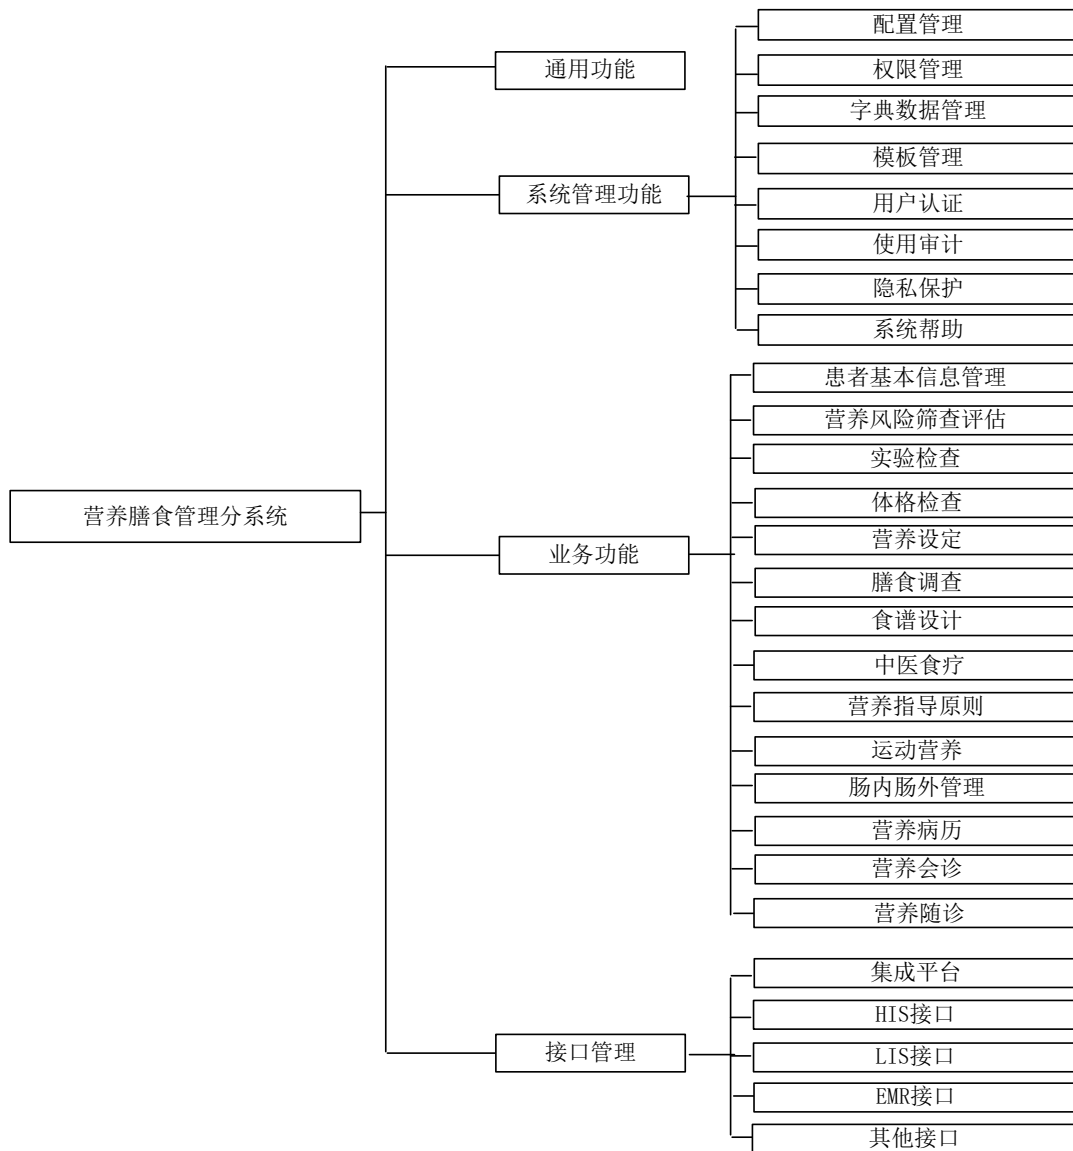 营养膳食管理分系统
通用功能
系统管理功能
配置管理
权限管理
字典数据管理
模板管理
用户认证
使用审计
隐私保护
系统帮助
业务功能
患者基本信息管理
营养风险筛查评估
实验检查
体格检查
营养设定
膳食调查
食谱设计
中医食疗
营养指导原则
运动营养
肠内肠外管理
营养病历
营养会诊
营养随诊
接口管理
集成平台
HIS接口
LIS接口
EMR接口
其他接口